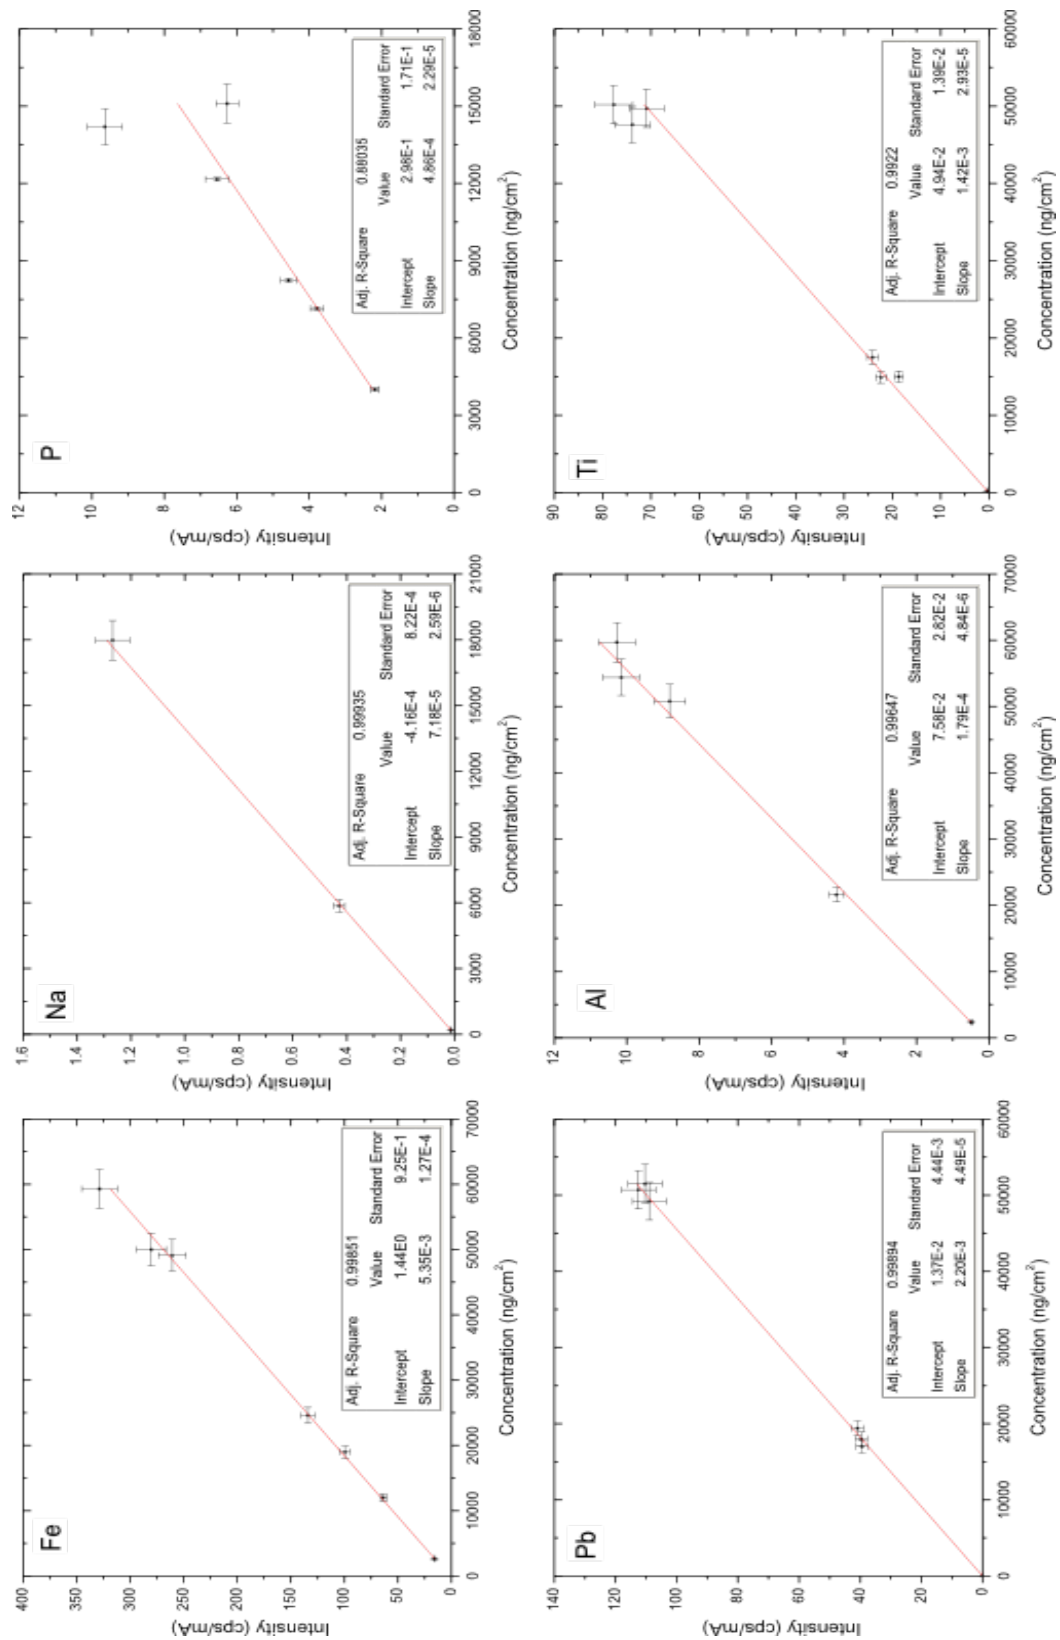 Fe
Intensity (cps/mA)
400
350
300
250
200
150
100
50
0
0 10000 20000 30000 40000 50000 60000 70000
Concentration (ng/cm²)
Adj. R-Square 0.99851
Value Standard Error
Intercept 1.44E0 9.25E-1
Slope 5.35E-3 1.27E-4
Na
Intensity (cps/mA)
1.6
1.4
1.2
1.0
0.8
0.6
0.4
0.2
0.0
0 3000 6000 9000 12000 15000 18000 21000
Concentration (ng/cm²)
Adj. R-Square 0.99935
Value Standard Error
Intercept -4.16E-4 8.22E-4
Slope 7.18E-5 2.59E-6
P
Intensity (cps/mA)
12
10
8
6
4
2
0
0 3000 6000 9000 12000 15000 18000
Concentration (ng/cm²)
Adj. R-Square 0.88035
Value Standard Error
Intercept 2.98E-1 1.71E-1
Slope 4.86E-4 2.29E-5
Pb
Intensity (cps/mA)
140
120
100
80
60
40
20
0
0 10000 20000 30000 40000 50000 60000
Concentration (ng/cm²)
Adj. R-Square 0.99894
Value Standard Error
Intercept 1.37E-2 4.44E-3
Slope 2.20E-3 4.49E-5
Al
Intensity (cps/mA)
12
10
8
6
4
2
0
0 10000 20000 30000 40000 50000 60000 70000
Concentration (ng/cm²)
Adj. R-Square 0.99647
Value Standard Error
Intercept 7.58E-2 2.82E-2
Slope 1.79E-4 4.84E-6
Ti
Intensity (cps/mA)
90
80
70
60
50
40
30
20
10
0
0 10000 20000 30000 40000 50000 60000
Concentration (ng/cm²)
Adj. R-Square 0.9922
Value Standard Error
Intercept 4.94E-2 1.39E-2
Slope 1.42E-3 2.93E-5